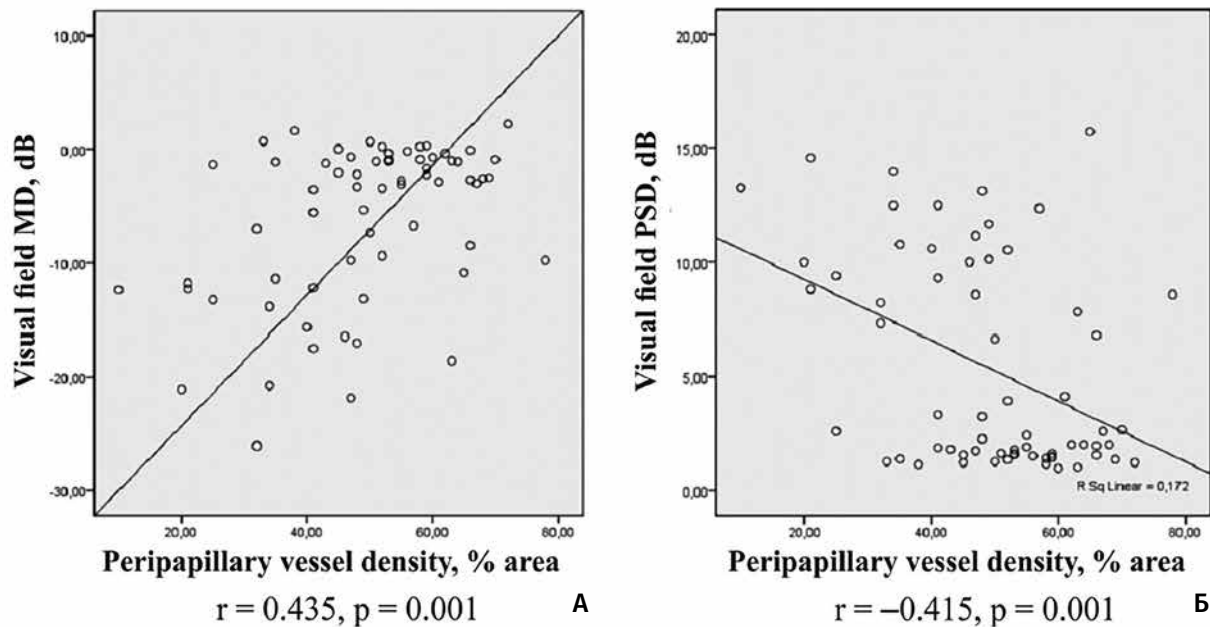 Visual field MD, dB
10,00
0,00
-10,00
-20,00
-30,00
20,00 40,00 60,00 80,00
Peripapillary vessel density, % area
r = 0.435, p = 0.001
А
Visual field PSD, dB
20,00
15,00
10,00
5,00
0,00
R Sq Linear = 0,172
20,00 40,00 60,00 80,00
Peripapillary vessel density, % area
r = –0.415, p = 0.001
Б